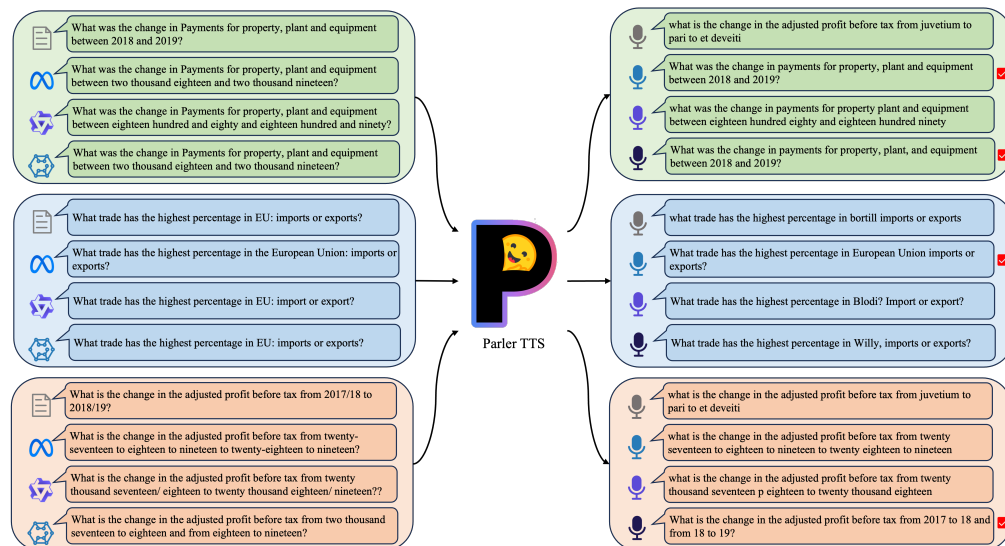 What was the change in Payments for property, plant and equipment
between 2018 and 2019?
What was the change in Payments for property, plant and equipment
between two thousand eighteen and two thousand nineteen?
What was the change in Payments for property, plant and equipment
between eighteen hundred and eighty and eighteen hundred and ninety?
What was the change in Payments for property, plant and equipment
between two thousand eighteen and two thousand nineteen?
What trade has the highest percentage in EU: imports or exports?
What trade has the highest percentage in the European Union: imports or
exports?
What trade has the highest percentage in EU: import or export?
What trade has the highest percentage in EU: imports or exports?
What is the change in the adjusted profit before tax from 2017/18 to
2018/19?
What is the change in the adjusted profit before tax from twenty-
seventeen to eighteen to nineteen to twenty-eighteen to nineteen?
What is the change in the adjusted profit before tax from twenty
thousand seventeen/ eighteen to twenty thousand eighteen/ nineteen??
What is the change in the adjusted profit before tax from two thousand
seventeen to eighteen and from eighteen to nineteen?
P
Parler TTS
what is the change in the adjusted profit before tax from juvetium to
pari to et deveiti
What was the change in payments for property, plant and equipment
between 2018 and 2019?
what was the change in payments for property plant and equipment
between eighteen hundred eighty and eighteen hundred ninety
What was the change in payments for property, plant, and equipment
between 2018 and 2019?
what trade has the highest percentage in bortill imports or exports
What trade has the highest percentage in European Union imports or
exports?
What trade has the highest percentage in Blodi? Import or export?
What trade has the highest percentage in Willy, imports or exports?
what is the change in the adjusted profit before tax from juvetium to
pari to et deveiti
what is the change in the adjusted profit before tax from twenty
seventeen to eighteen to nineteen to twenty eighteen to nineteen
what is the change in the adjusted profit before tax from twenty
thousand seventeen p eighteen to twenty thousand eighteen
What is the change in the adjusted profit before tax from 2017 to 18 and
from 18 to 19?